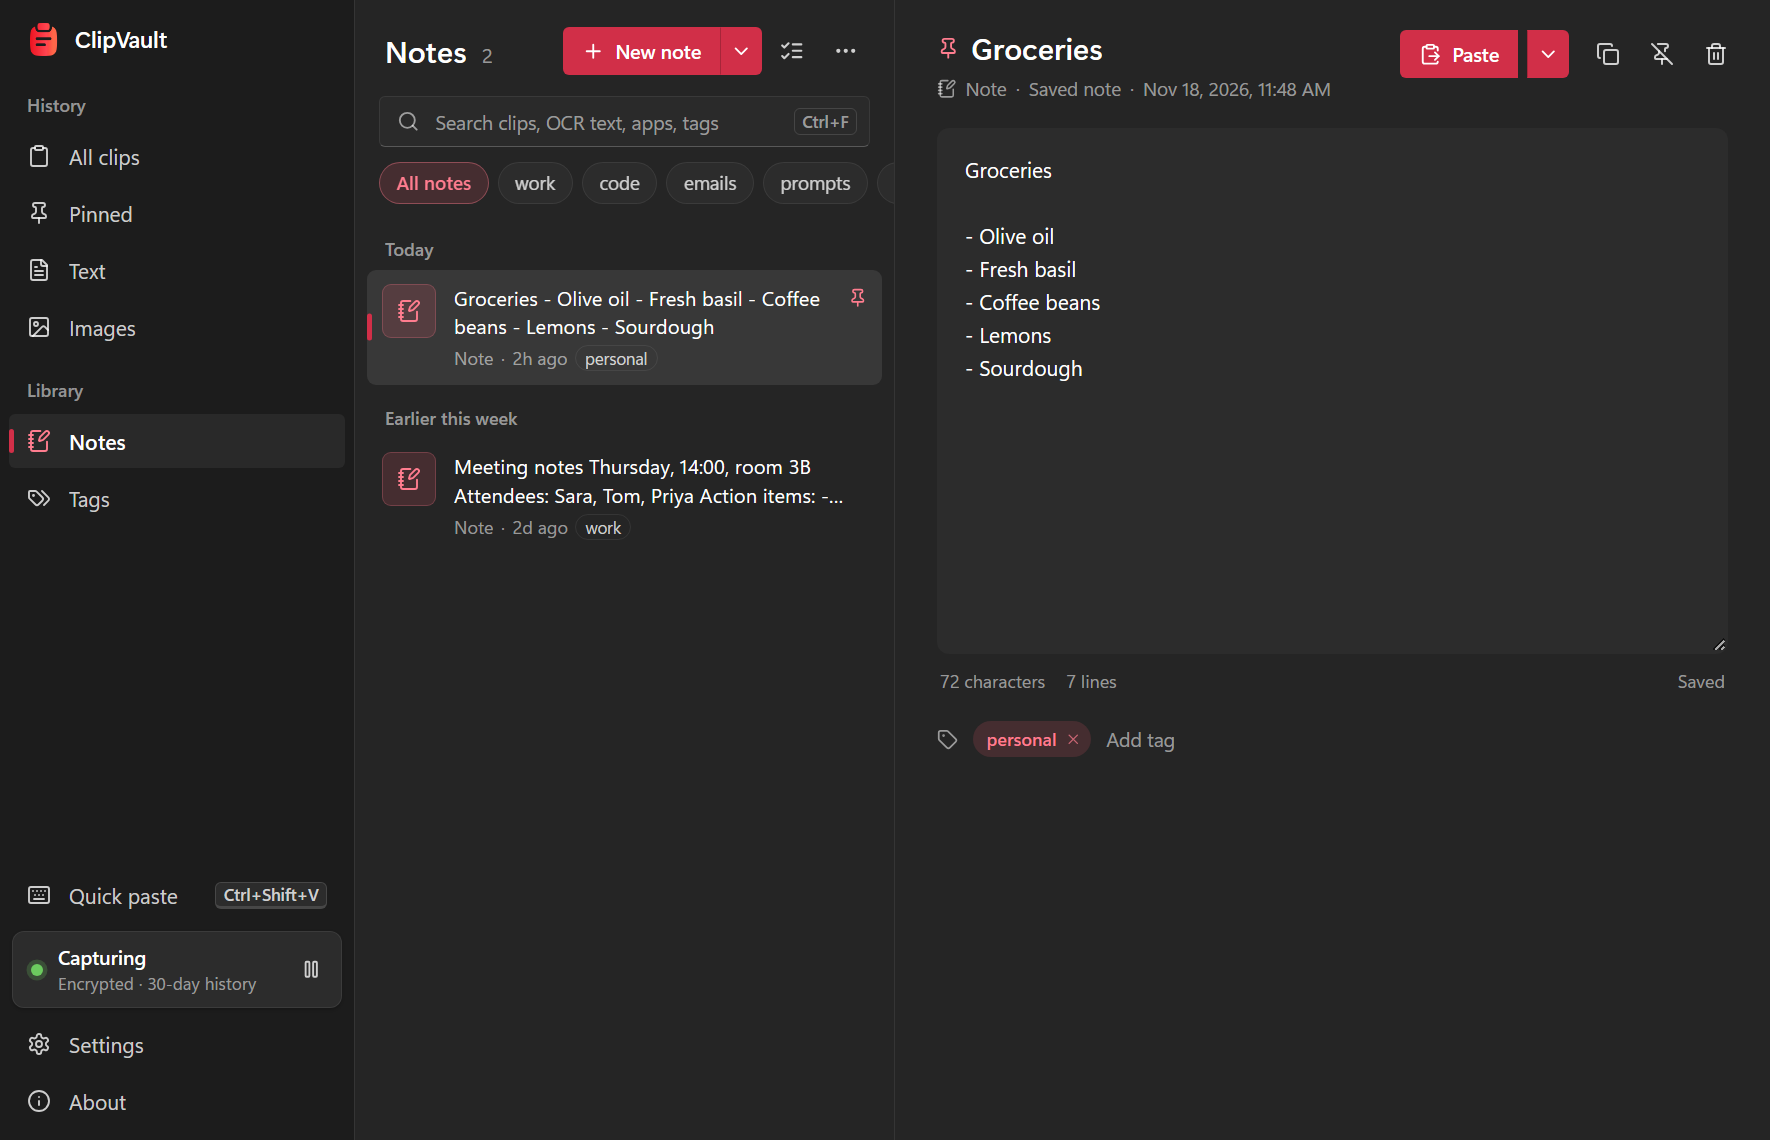 ClipVault
History
All clips
Pinned
Text
Images
Library
Notes
Tags
Quick paste Ctrl+Shift+V
Capturing
Encrypted · 30-day history
Settings
About
Notes 2
New note
Search clips, OCR text, apps, tags Ctrl+F
All notes work code emails prompts
Today
Groceries - Olive oil - Fresh basil - Coffee
beans - Lemons - Sourdough
Note · 2h ago personal
Earlier this week
Meeting notes Thursday, 14:00, room 3B
Attendees: Sara, Tom, Priya Action items: -...
Note · 2d ago work
Groceries
Paste
Note · Saved note · Nov 18, 2026, 11:48 AM
Groceries
- Olive oil
- Fresh basil
- Coffee beans
- Lemons
- Sourdough
72 characters 7 lines Saved
personal × Add tag